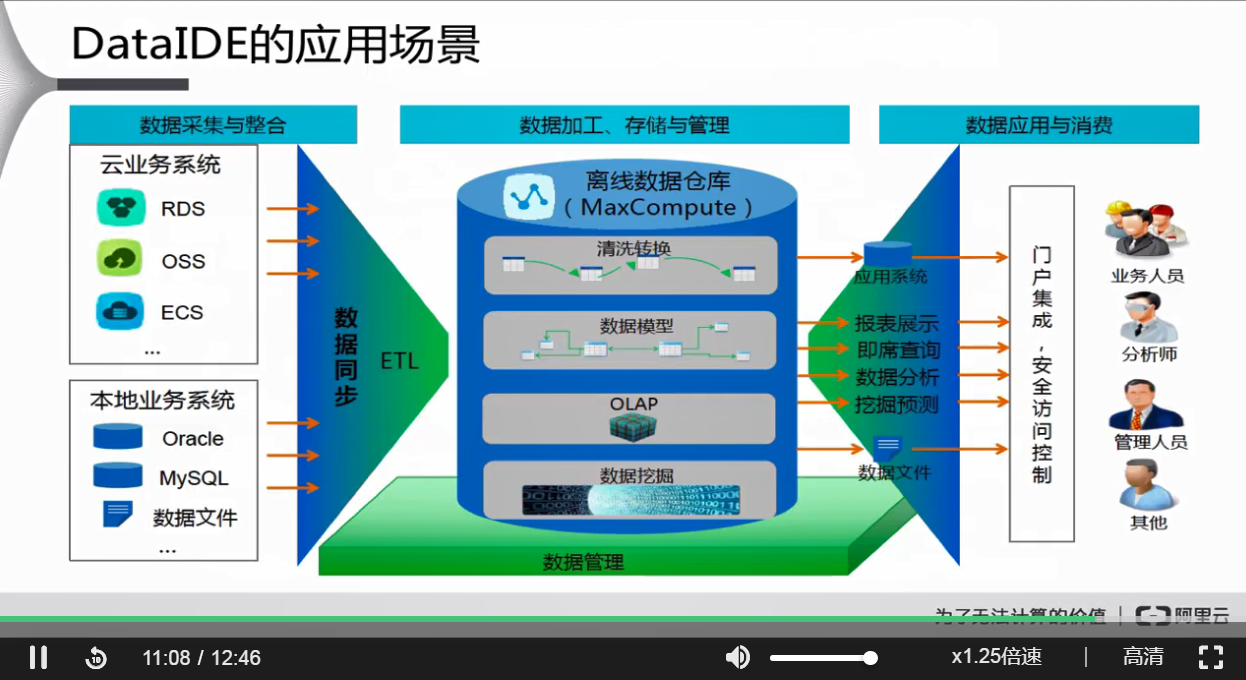 DataIDE的应用场景
数据采集与整合
数据加工、存储与管理
数据应用与消费
云业务系统
RDS
OSS
ECS
...
本地业务系统
Oracle
MySQL
数据文件
...
数据同步
ETL
离线数据仓库
（MaxCompute）
清洗转换
数据模型
OLAP
数据挖掘
数据管理
应用系统
报表展示
即席查询
数据分析
挖掘预测
数据文件
门户集成，安全访问控制
业务人员
分析师
管理人员
其他
为了无法计算的价值 | 阿里云
10
11:08 / 12:46
x1.25倍速
高清